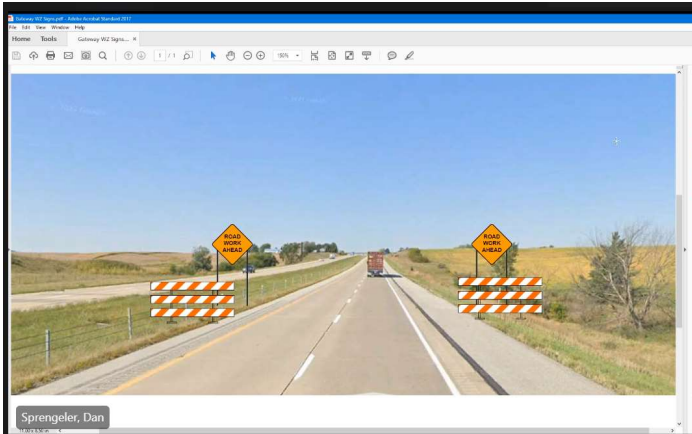 Gateway WZ Signs.pdf - Adobe Acrobat Standard 2017
File Edit View Window Help
Home Tools Gateway WZ Signs.... ×
1 / 1 150%
ROAD
WORK
AHEAD
ROAD
WORK
AHEAD
Sprengeler, Dan